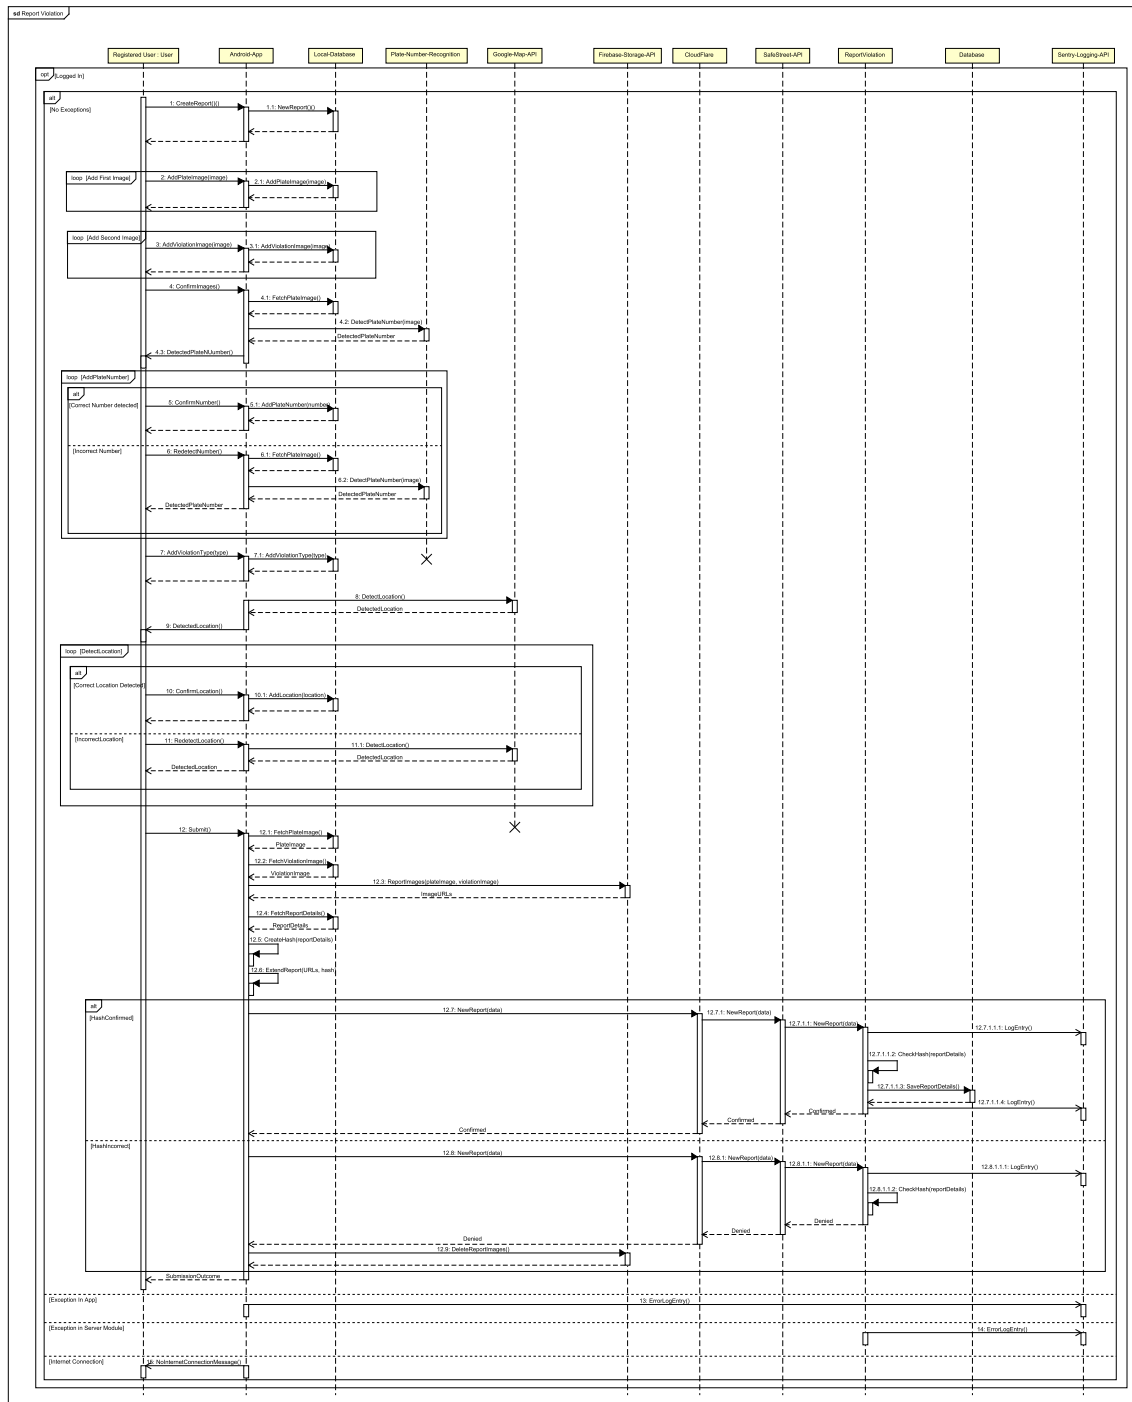 sd Report Violation
Registered User : User
Android-App
Local-Database
Plate-Number-Recognition
Google-Map-API
Firebase-Storage-API
CloudFlare
SafeStreet-API
ReportViolation
Database
Sentry-Logging-API
opt [Logged In]
alt
[No Exceptions]
1: CreateReport()()
1.1: NewReport()()
loop [Add First Image]
2: AddPlateImage(image)
2.1: AddPlateImage(image)
loop [Add Second Image]
3: AddViolationImage(image)
3.1: AddViolationImage(image)
4: ConfirmImages()
4.1: FetchPlateImage()
4.2: DetectPlateNumber(image)
DetectedPlateNumber
4.3: DetectedPlateNUumber()
loop [AddPlateNumber]
alt
[Correct Number detected]
5: ConfirmNumber()
5.1: AddPlateNumber(number)
[Incorrect Number]
6: RedetectNumber()
6.1: FetchPlateImage()
6.2: DetectPlateNumber(image)
DetectedPlateNumber
DetectedPlateNumber
7: AddViolationType(type)
7.1: AddViolationType(type)
8: DetectLocation()
DetectedLocation
9: DetectedLocation()
loop [DetectLocation]
alt
[Correct Location Detected]
10: ConfirmLocation()
10.1: AddLocation(location)
[IncorrectLocation]
11: RedetectLocation()
11.1: DetectLocation()
DetectedLocation
DetectedLocation
12: Submit()
12.1: FetchPlateImage()
PlateImage
12.2: FetchViolationImage()
ViolationImage
12.3: ReportImages(plateImage, violationImage)
ImageURLs
12.4: FetchReportDetails()
ReportDetails
12.5: CreateHash(reportDetails)
12.6: ExtendReport(URLs, hash
alt
[HashConfirmed]
12.7: NewReport(data)
12.7.1: NewReport(data)
12.7.1.1: NewReport(data)
12.7.1.1.1: LogEntry()
12.7.1.1.2: CheckHash(reportDetails)
12.7.1.1.3: SaveReportDetails()
12.7.1.1.4: LogEntry()
Confirmed
Confirmed
Confirmed
[HashIncorrect]
12.8: NewReport(data)
12.8.1: NewReport(data)
12.8.1.1: NewReport(data)
12.8.1.1.1: LogEntry()
12.8.1.1.2: CheckHash(reportDetails)
Denied
Denied
Denied
12.9: DeleteReportImages()
SubmissionOutcome
[Exception In App]
13: ErrorLogEntry()
[Exception in Server Module]
14: ErrorLogEntry()
[Internet Connection]
15: NoInternetConnectionMessage()